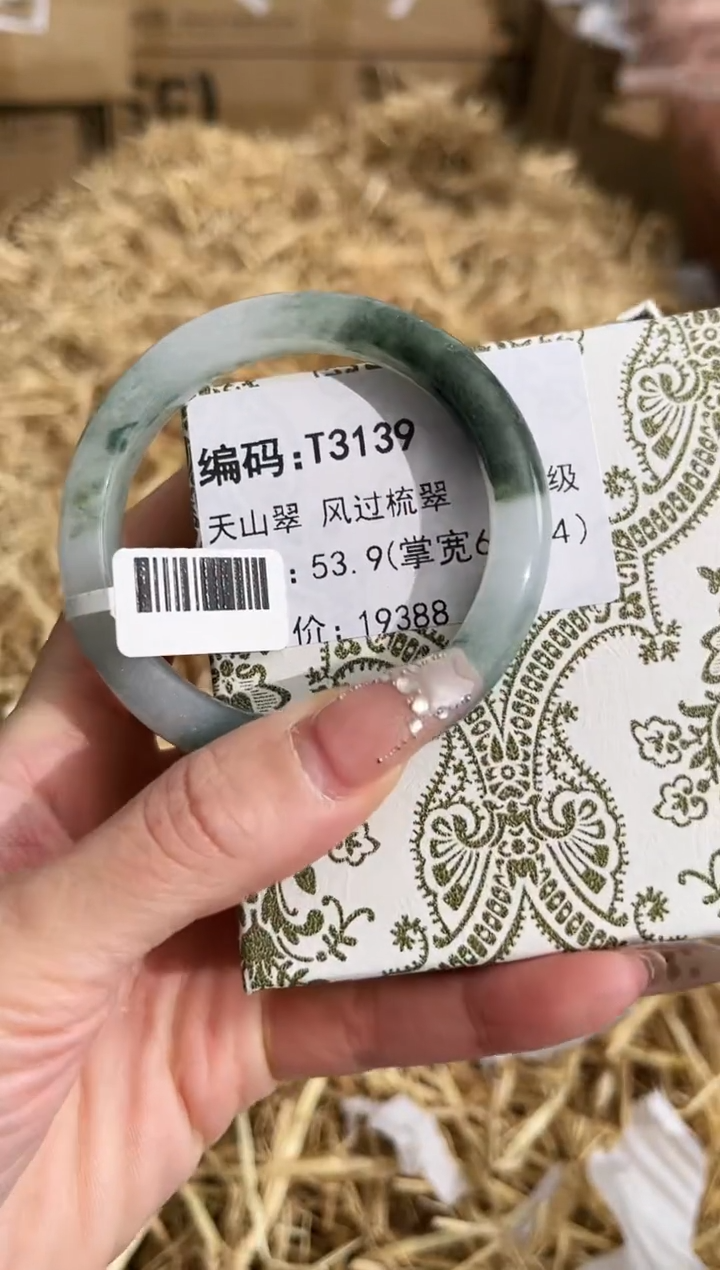 编码:T3139
天山翠 风过梳翠 级
: 53.9(掌宽6 4)
价: 19388